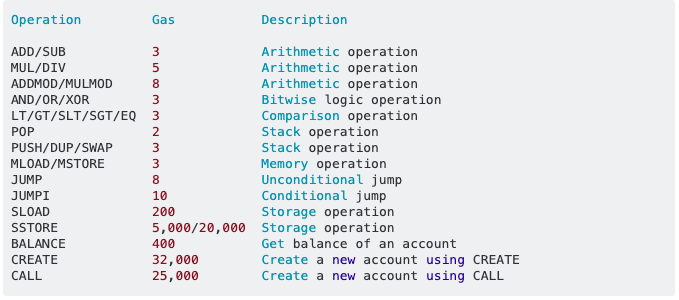 Operation Gas Description
ADD/SUB 3 Arithmetic operation
MUL/DIV 5 Arithmetic operation
ADDMOD/MULMOD 8 Arithmetic operation
AND/OR/XOR 3 Bitwise logic operation
LT/GT/SLT/SGT/EQ 3 Comparison operation
POP 2 Stack operation
PUSH/DUP/SWAP 3 Stack operation
MLOAD/MSTORE 3 Memory operation
JUMP 8 Unconditional jump
JUMPI 10 Conditional jump
SLOAD 200 Storage operation
SSTORE 5,000/20,000 Storage operation
BALANCE 400 Get balance of an account
CREATE 32,000 Create a new account using CREATE
CALL 25,000 Create a new account using CALL